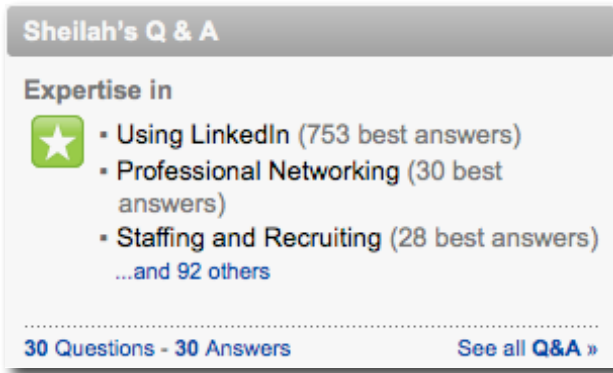 Sheilah's Q & A
Expertise in
▪ Using LinkedIn (753 best answers)
▪ Professional Networking (30 best
answers)
▪ Staffing and Recruiting (28 best answers)
...and 92 others
30 Questions - 30 Answers See all Q&A »